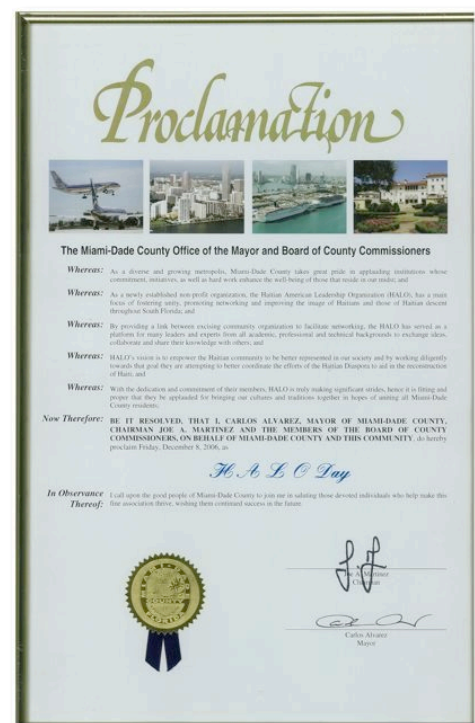 Proclamation
The Miami-Dade County Office of the Mayor and Board of County Commissioners
Whereas: As a diverse and growing metropolis, Miami-Dade County takes great pride in applauding institutions whose
commitment, initiatives, as well as hard work enhance the well-being of those that reside in our midst; and
Whereas: As a newly established non-profit organization, the Haitian American Leadership Organization (HALO), has a main
focus of fostering unity, promoting networking and improving the image of Haitians and those of Haitian descent
throughout South Florida; and
Whereas: By providing a link between excising community organization to facilitate networking, the HALO has served as a
platform for many leaders and experts from all academic, professional and technical backgrounds to exchange ideas,
collaborate and share their knowledge with others; and
Whereas: HALO's vision is to empower the Haitian community to be better represented in our society and by working diligently
towards that goal they are attempting to better coordinate the efforts of the Haitian Diaspora to aid in the reconstruction
of Haiti; and
Whereas: With the dedication and commitment of their members, HALO is truly making significant strides, hence it is fitting and
proper that they be applauded for bringing our cultures and traditions together in hopes of uniting all Miami-Dade
County residents;
Now Therefore: BE IT RESOLVED, THAT I, CARLOS ALVAREZ, MAYOR OF MIAMI-DADE COUNTY,
CHAIRMAN JOE A. MARTINEZ AND THE MEMBERS OF THE BOARD OF COUNTY
COMMISSIONERS, ON BEHALF OF MIAMI-DADE COUNTY AND THIS COMMUNITY, do hereby
proclaim Friday, December 8, 2006, as
HALO Day
In Observance I call upon the good people of Miami-Dade County to join me in saluting those devoted individuals who help make this
Thereof: fine association thrive, wishing them continued success in the future.
Joe A. Martinez
Chairman
MIAMI-DADE
COUNTY
FLORIDA
Carlos Alvarez
Mayor